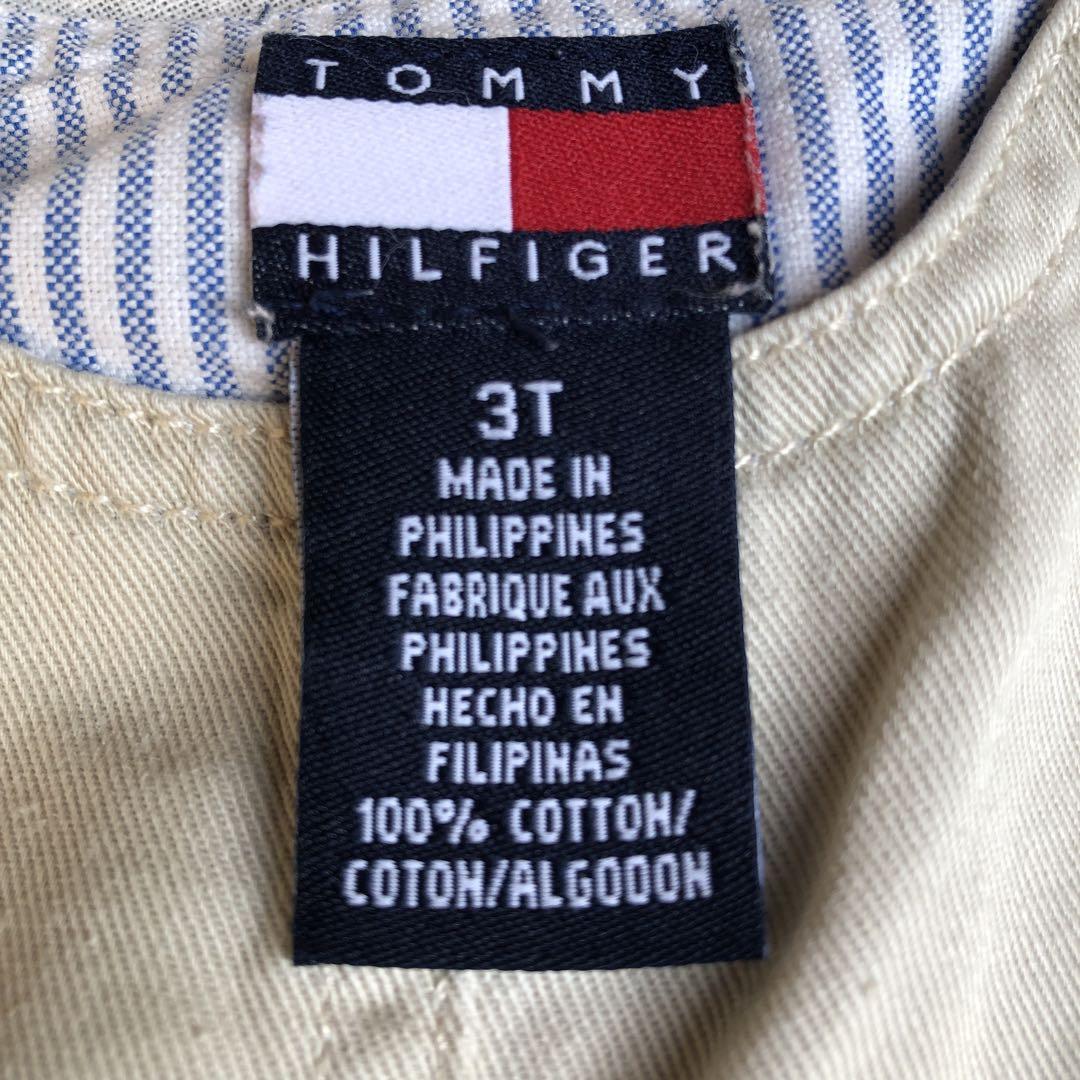 TOMMY
HILFIGER
3T
MADE IN
PHILIPPINES
FABRIQUE AUX
PHILIPPINES
HECHO EN
FILIPINAS
100% COTTON/
COTON/ALGODON